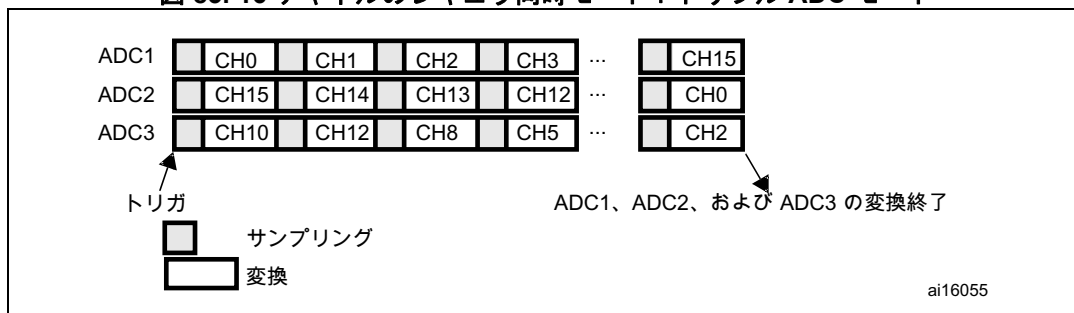 ADC1 CH0 CH1 CH2 CH3 ... CH15
ADC2 CH15 CH14 CH13 CH12 ... CH0
ADC3 CH10 CH12 CH8 CH5 ... CH2
トリガ
ADC1、ADC2、および ADC3 の変換終了
サンプリング
変換
ai16055